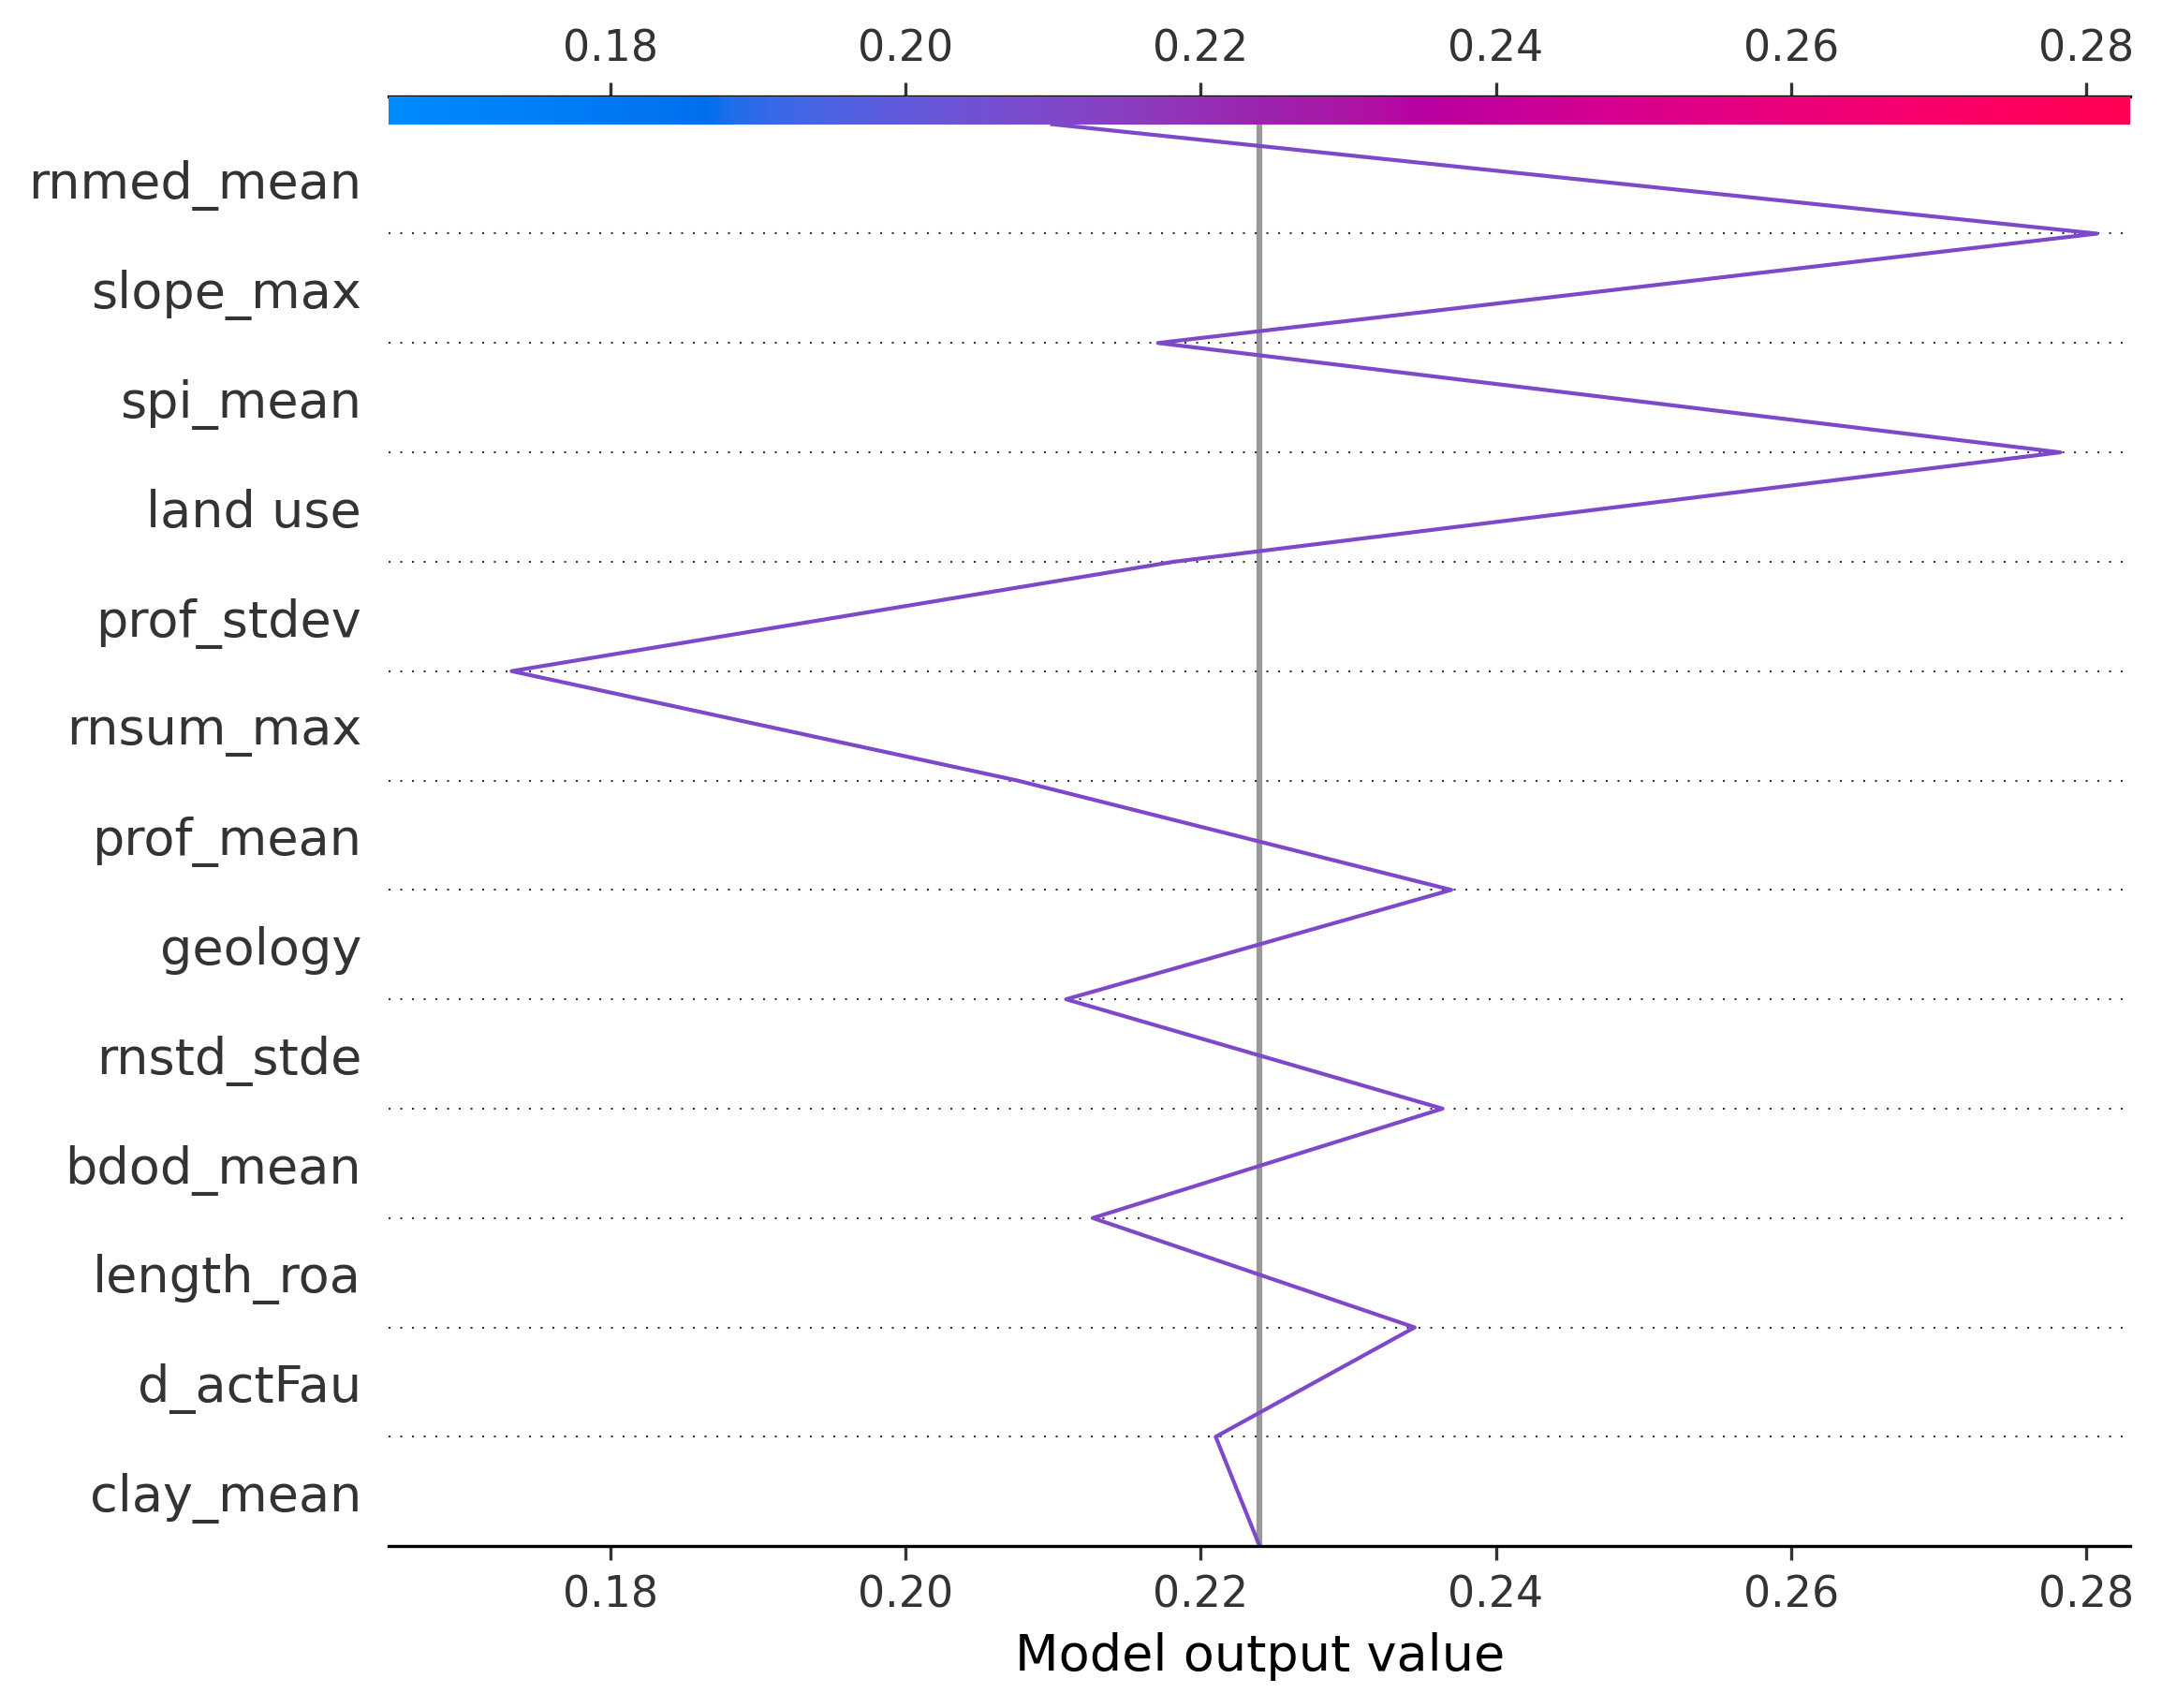 0.18 0.20 0.22 0.24 0.26 0.28
rnmed_mean
slope_max
spi_mean
land use
prof_stdev
rnsum_max
prof_mean
geology
rnstd_stde
bdod_mean
length_roa
d_actFau
clay_mean
0.18 0.20 0.22 0.24 0.26 0.28
Model output value